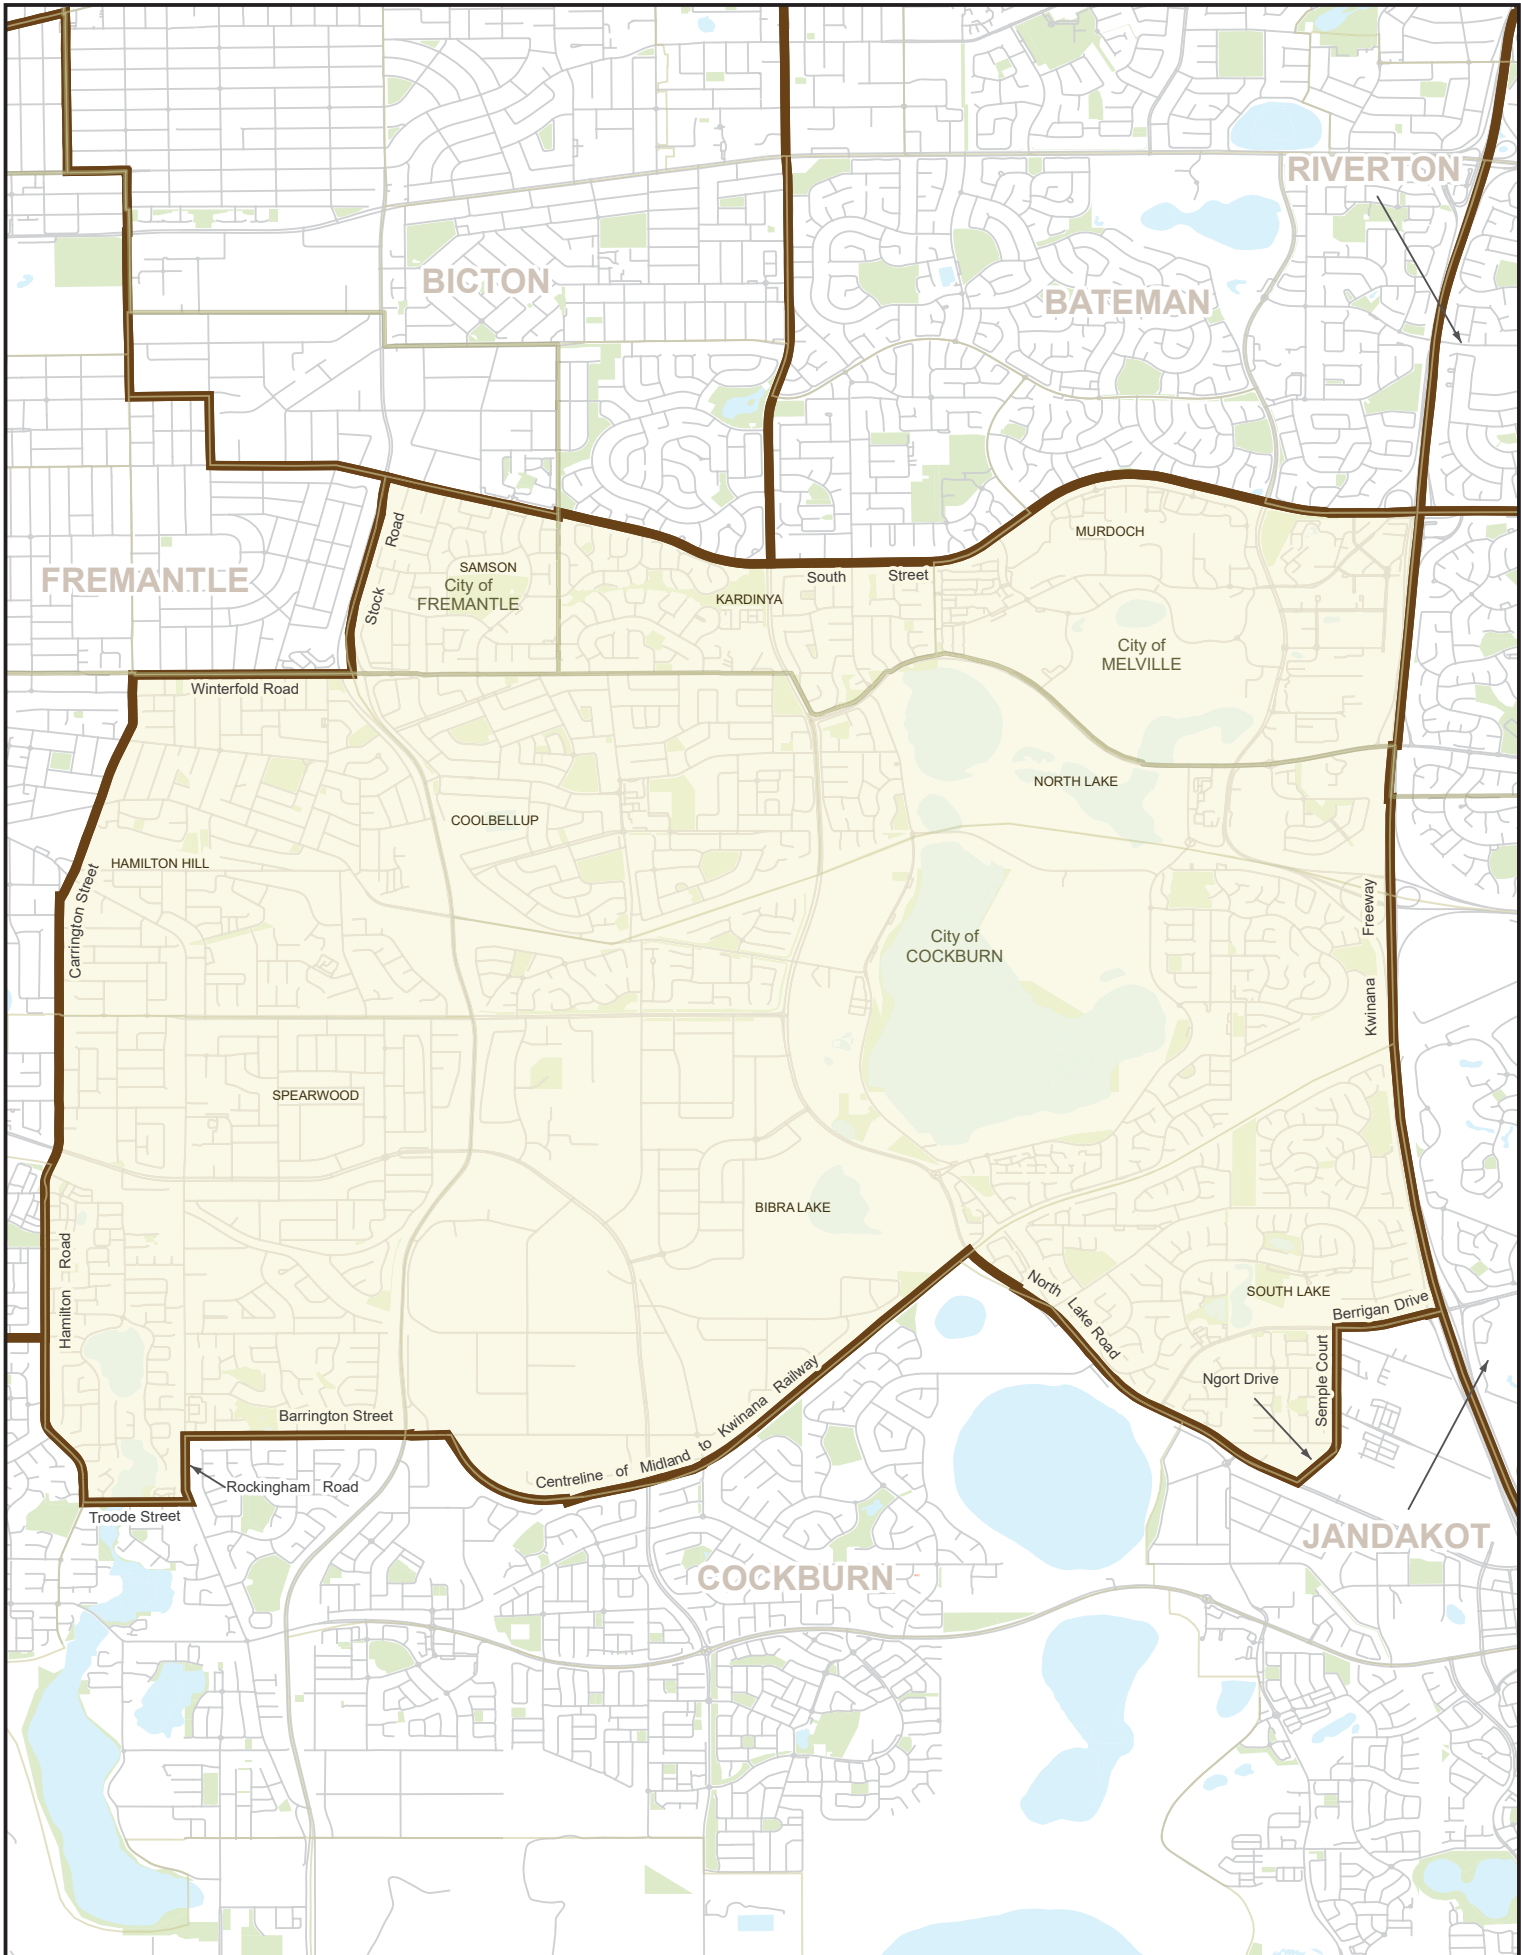 RIVERTON
BICTON
BATEMAN
Road
MURDOCH
SAMSON
City of
FREMANTLE
FREMANTLE
South Street
Stock
KARDINYA
City of
MELVILLE
Winterfold Road
NORTH LAKE
COOLBELLUP
HAMILTON HILL
Carrington Street
Freeway
City of
COCKBURN
Kwinana
SPEARWOOD
BIBRA LAKE
Hamilton Road
North Lake Road
SOUTH LAKE
Berrigan Drive
Semple Court
Ngort Drive
Barrington Street
Centreline of Midland to Kwinana Railway
Rockingham Road
Troode Street
JANDAKOT
COCKBURN